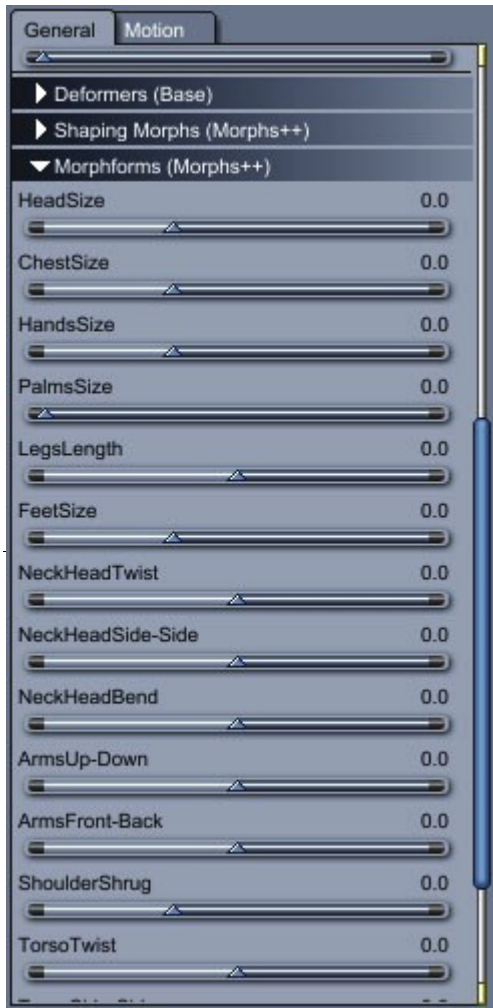 General Motion
Deformers (Base)
Shaping Morphs (Morphs++)
Morphforms (Morphs++)
HeadSize 0.0
ChestSize 0.0
HandsSize 0.0
PalmsSize 0.0
LegsLength 0.0
FeetSize 0.0
NeckHeadTwist 0.0
NeckHeadSide-Side 0.0
NeckHeadBend 0.0
ArmsUp-Down 0.0
ArmsFront-Back 0.0
ShoulderShrug 0.0
TorsoTwist 0.0